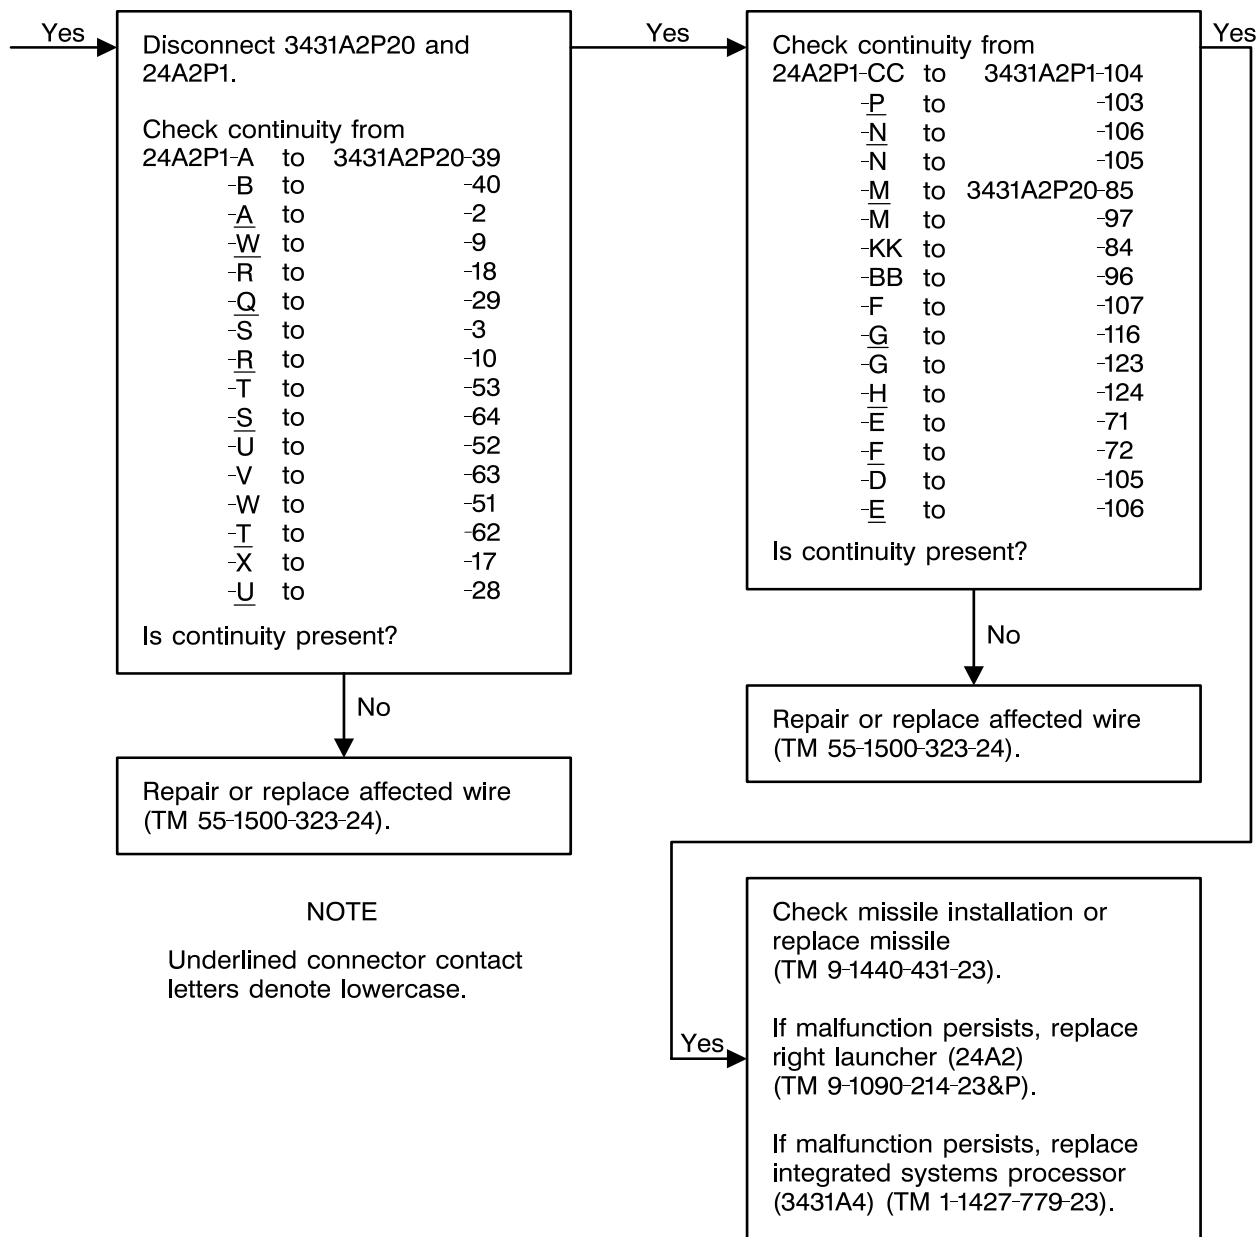 Yes
Disconnect 3431A2P20 and
24A2P1.
Check continuity from
24A2P1-A to 3431A2P20-39
-B to -40
-A to -2
-W to -9
-R to -18
-Q to -29
-S to -3
-R to -10
-T to -53
-S to -64
-U to -52
-V to -63
-W to -51
-T to -62
-X to -17
-U to -28
Is continuity present?
No
Repair or replace affected wire
(TM 55-1500-323-24).
NOTE
Underlined connector contact
letters denote lowercase.
Yes
Check continuity from
24A2P1-CC to 3431A2P1-104
-P to -103
-N to -106
-N to -105
-M to 3431A2P20-85
-M to -97
-KK to -84
-BB to -96
-F to -107
-G to -116
-G to -123
-H to -124
-E to -71
-F to -72
-D to -105
-E to -106
Is continuity present?
No
Repair or replace affected wire
(TM 55-1500-323-24).
Yes
Yes
Check missile installation or
replace missile
(TM 9-1440-431-23).
If malfunction persists, replace
right launcher (24A2)
(TM 9-1090-214-23&P).
If malfunction persists, replace
integrated systems processor
(3431A4) (TM 1-1427-779-23).